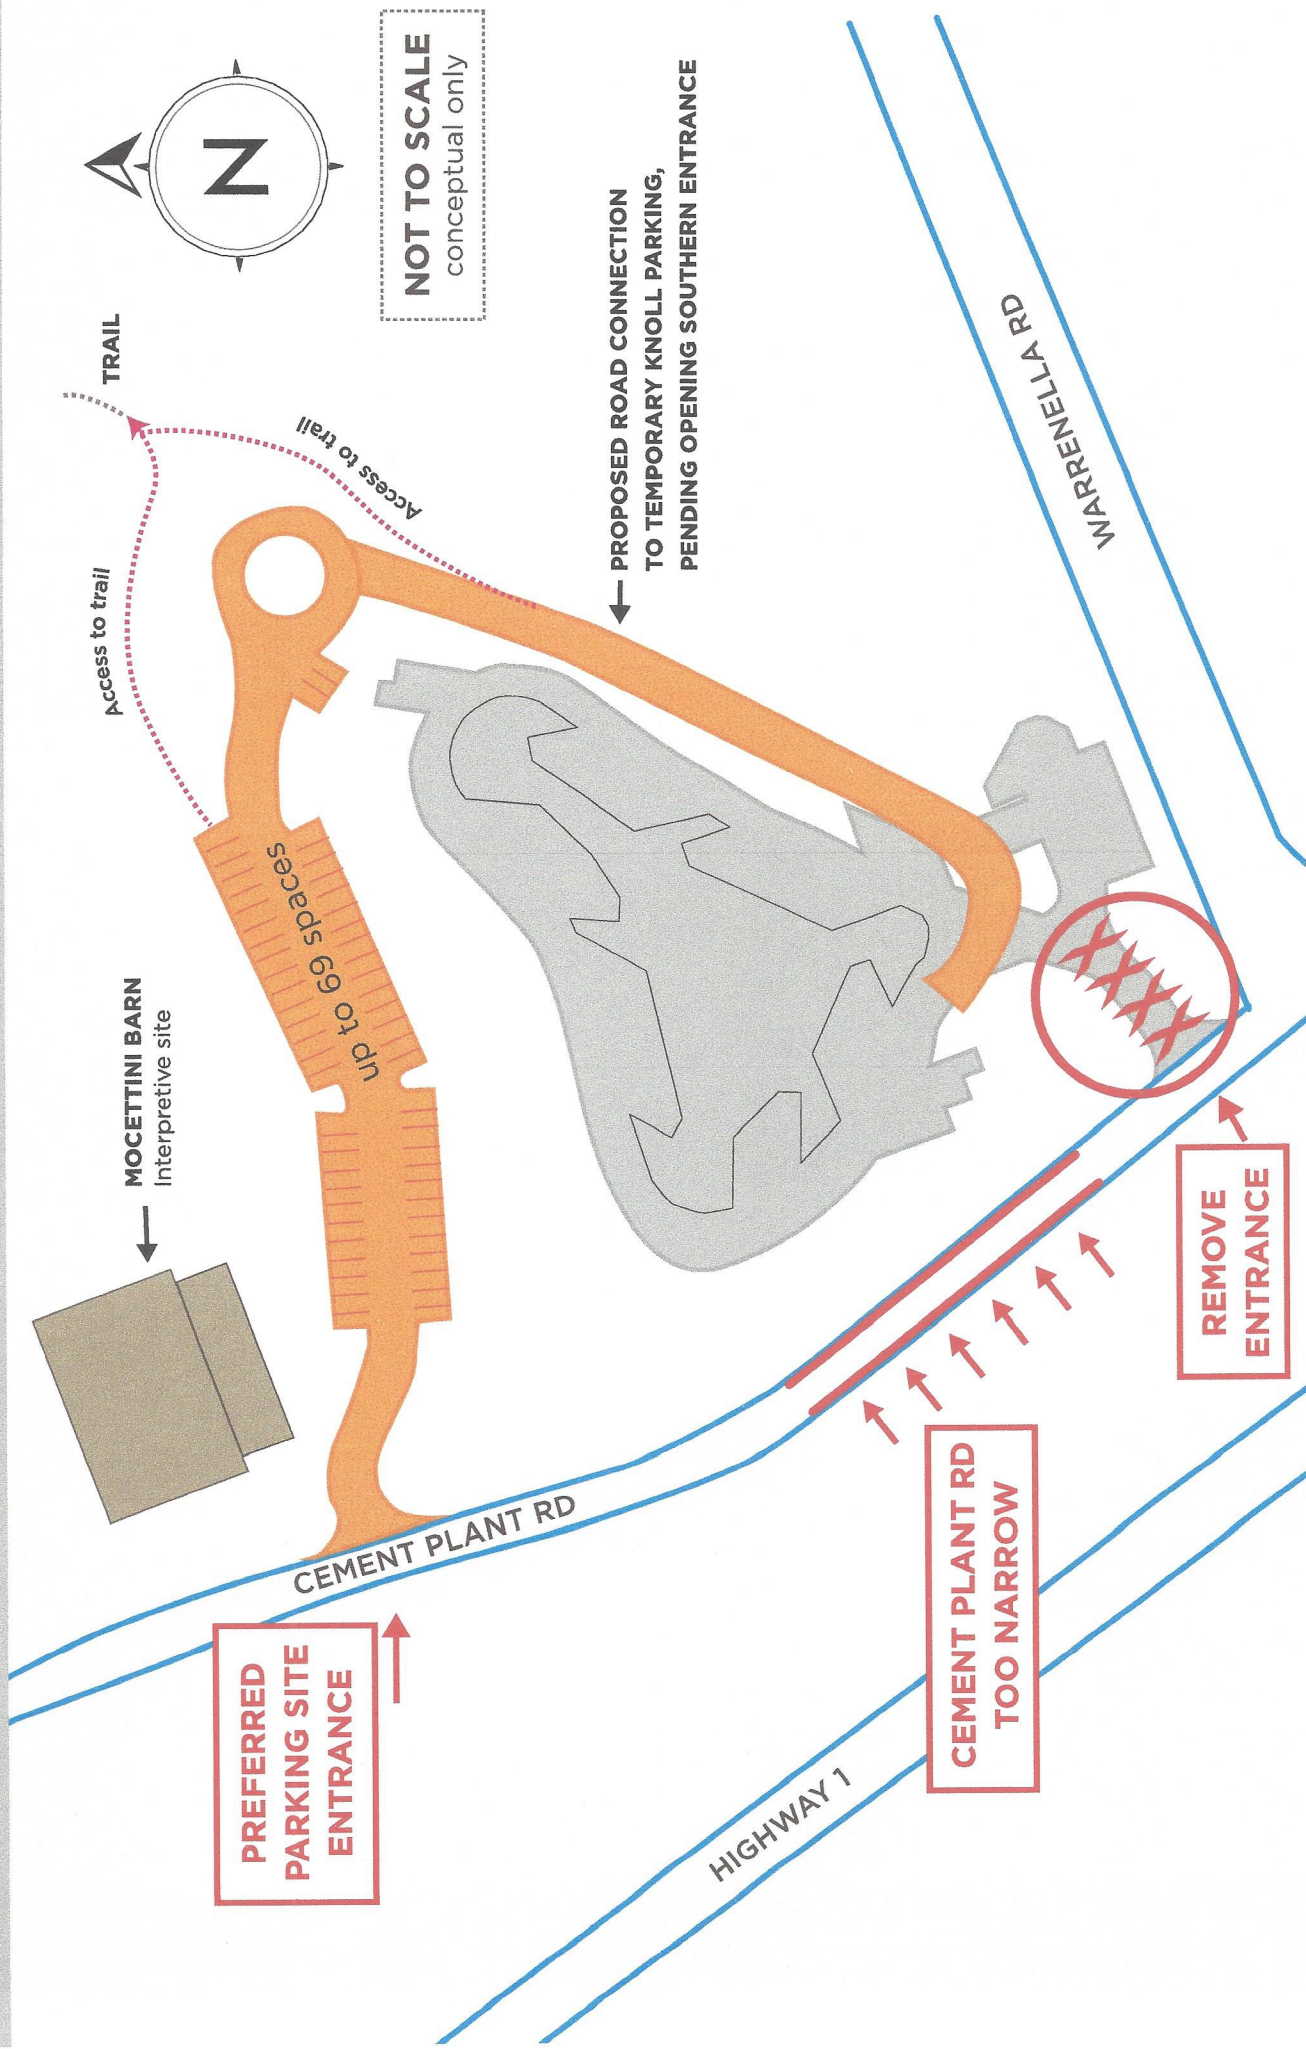 MOCETTINI BARN
Interpretive site
Access to trail
TRAIL
N
Access to trail
up to 69 spaces
NOT TO SCALE
conceptual only
PREFERRED
PARKING SITE
ENTRANCE
CEMENT PLANT RD
PROPOSED ROAD CONNECTION
TO TEMPORARY KNOLL PARKING,
PENDING OPENING SOUTHERN ENTRANCE
HIGHWAY 1
CEMENT PLANT RD
TOO NARROW
WARRENELLA RD
REMOVE
ENTRANCE